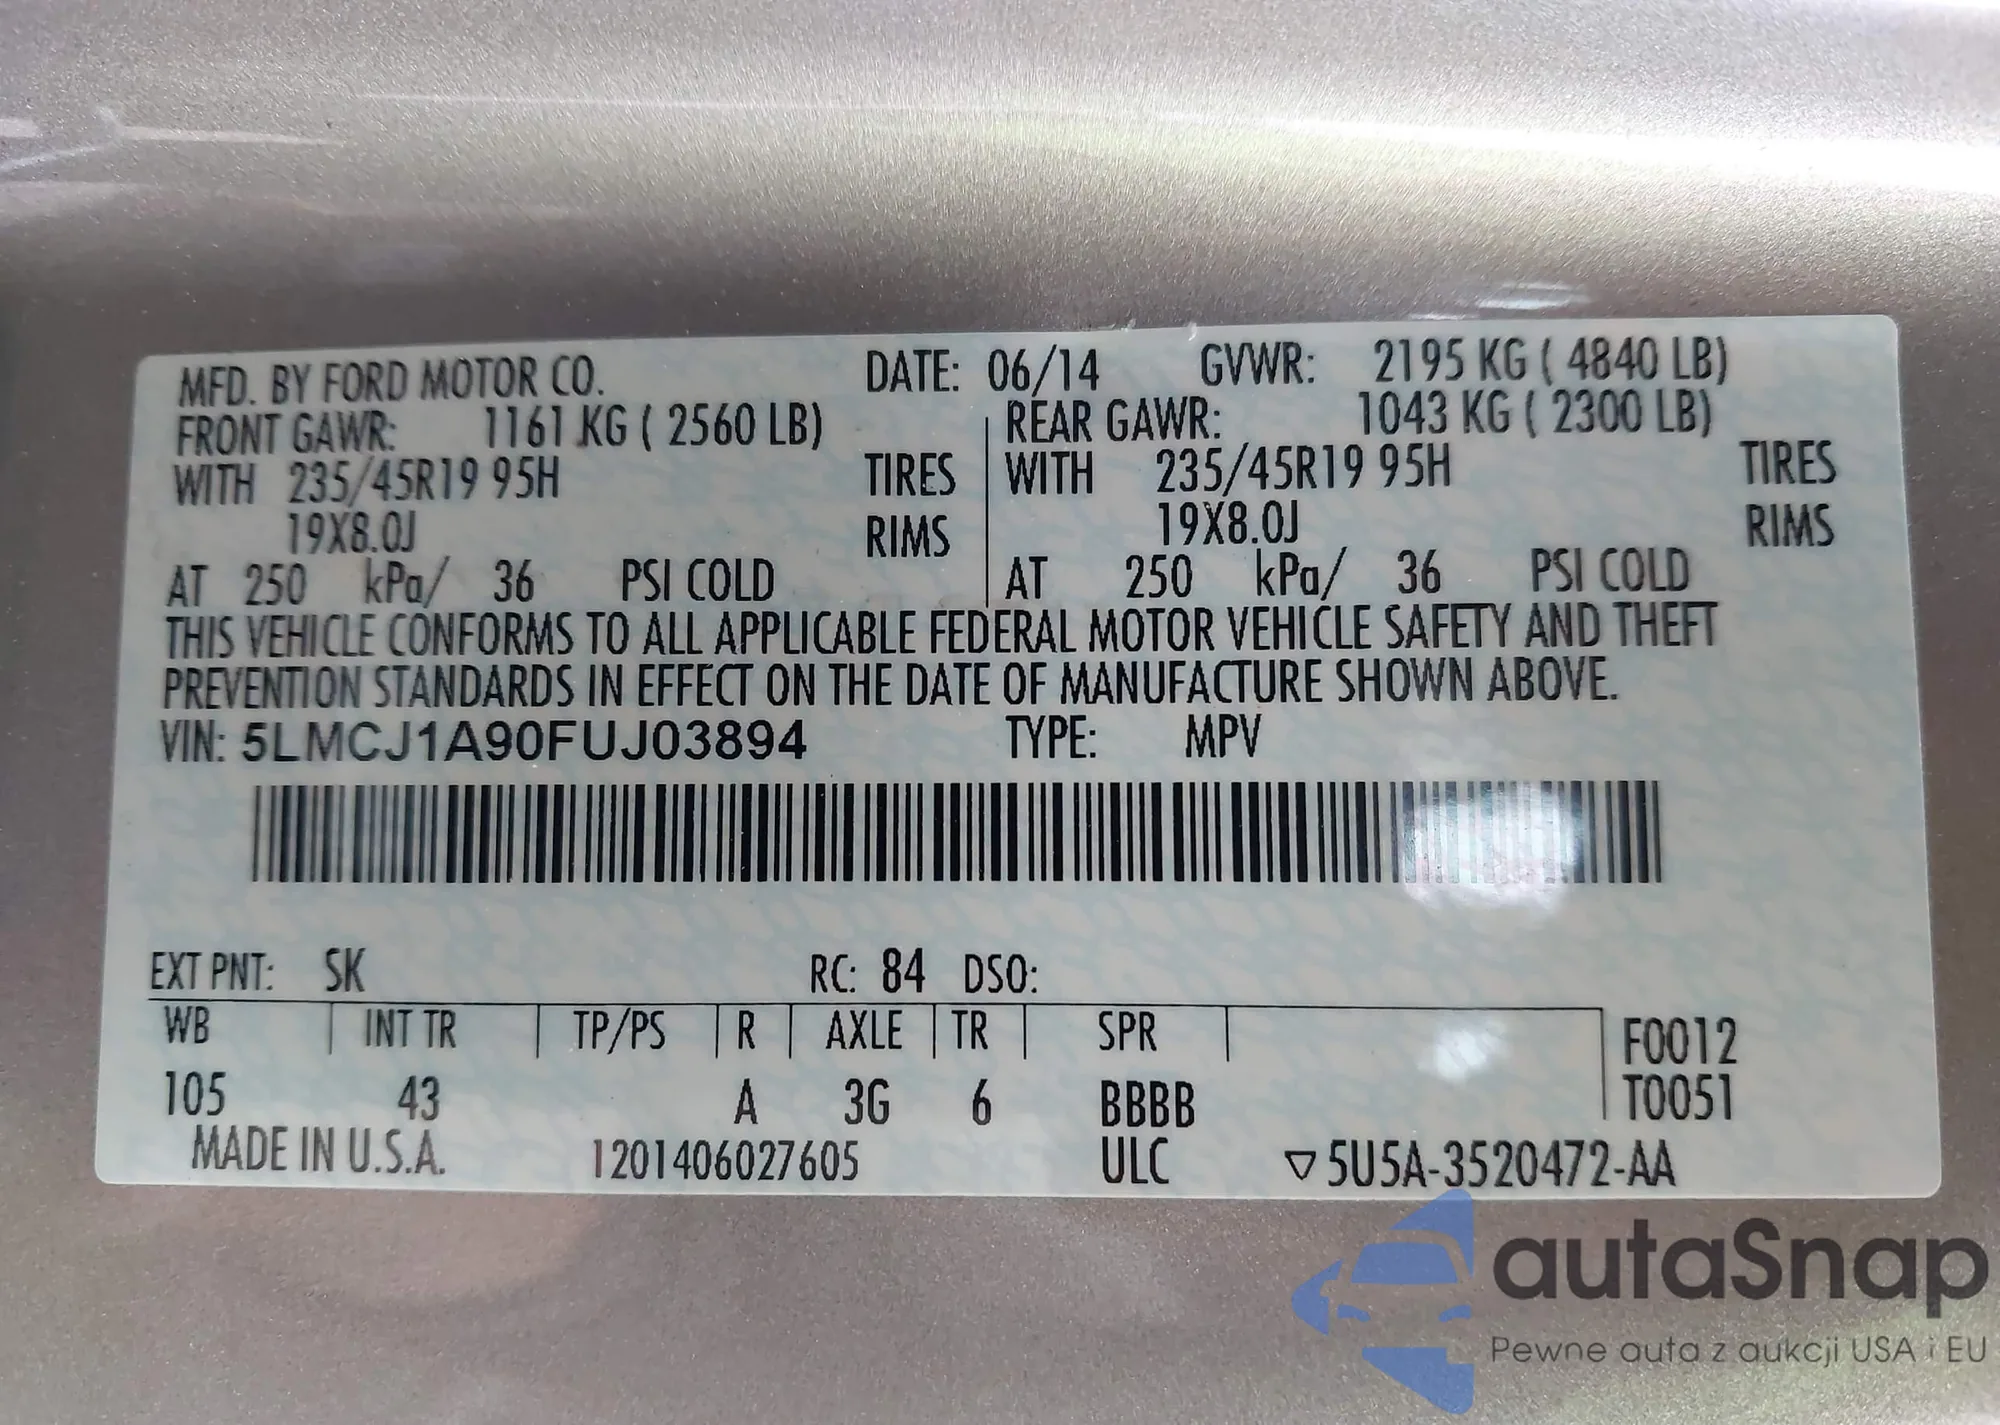 MFD. BY FORD MOTOR CO. DATE: 06/14 GVWR: 2195 KG ( 4840 LB)
FRONT GAWR: 1161 KG ( 2560 LB) REAR GAWR: 1043 KG ( 2300 LB)
WITH 235/45R19 95H TIRES WITH 235/45R19 95H TIRES
19X8.0J RIMS 19X8.0J RIMS
AT 250 kPa/ 36 PSI COLD AT 250 kPa/ 36 PSI COLD
THIS VEHICLE CONFORMS TO ALL APPLICABLE FEDERAL MOTOR VEHICLE SAFETY AND THEFT
PREVENTION STANDARDS IN EFFECT ON THE DATE OF MANUFACTURE SHOWN ABOVE.
VIN: 5LMCJ1A90FUJ03894 TYPE: MPV
EXT PNT: SK RC: 84 DSO:
WB INT TR TP/PS R AXLE TR SPR F0012
105 43 A 3G 6 BBBB T0051
MADE IN U.S.A. 1201406027605 ULC ▽5U5A-3520472-AA
autaSnap
Pewne auta z aukcji USA i EU